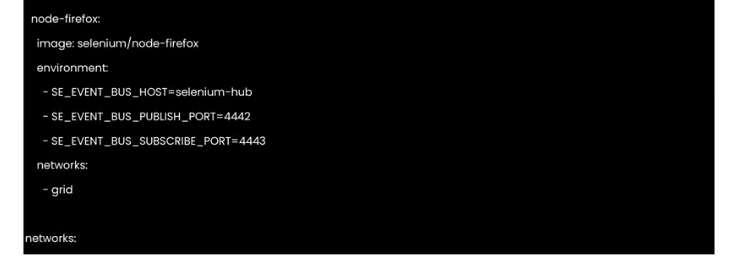 node-firefox:
image: selenium/node-firefox
environment:
- SE_EVENT_BUS_HOST=selenium-hub
- SE_EVENT_BUS_PUBLISH_PORT=4442
- SE_EVENT_BUS_SUBSCRIBE_PORT=4443
networks:
- grid
networks: